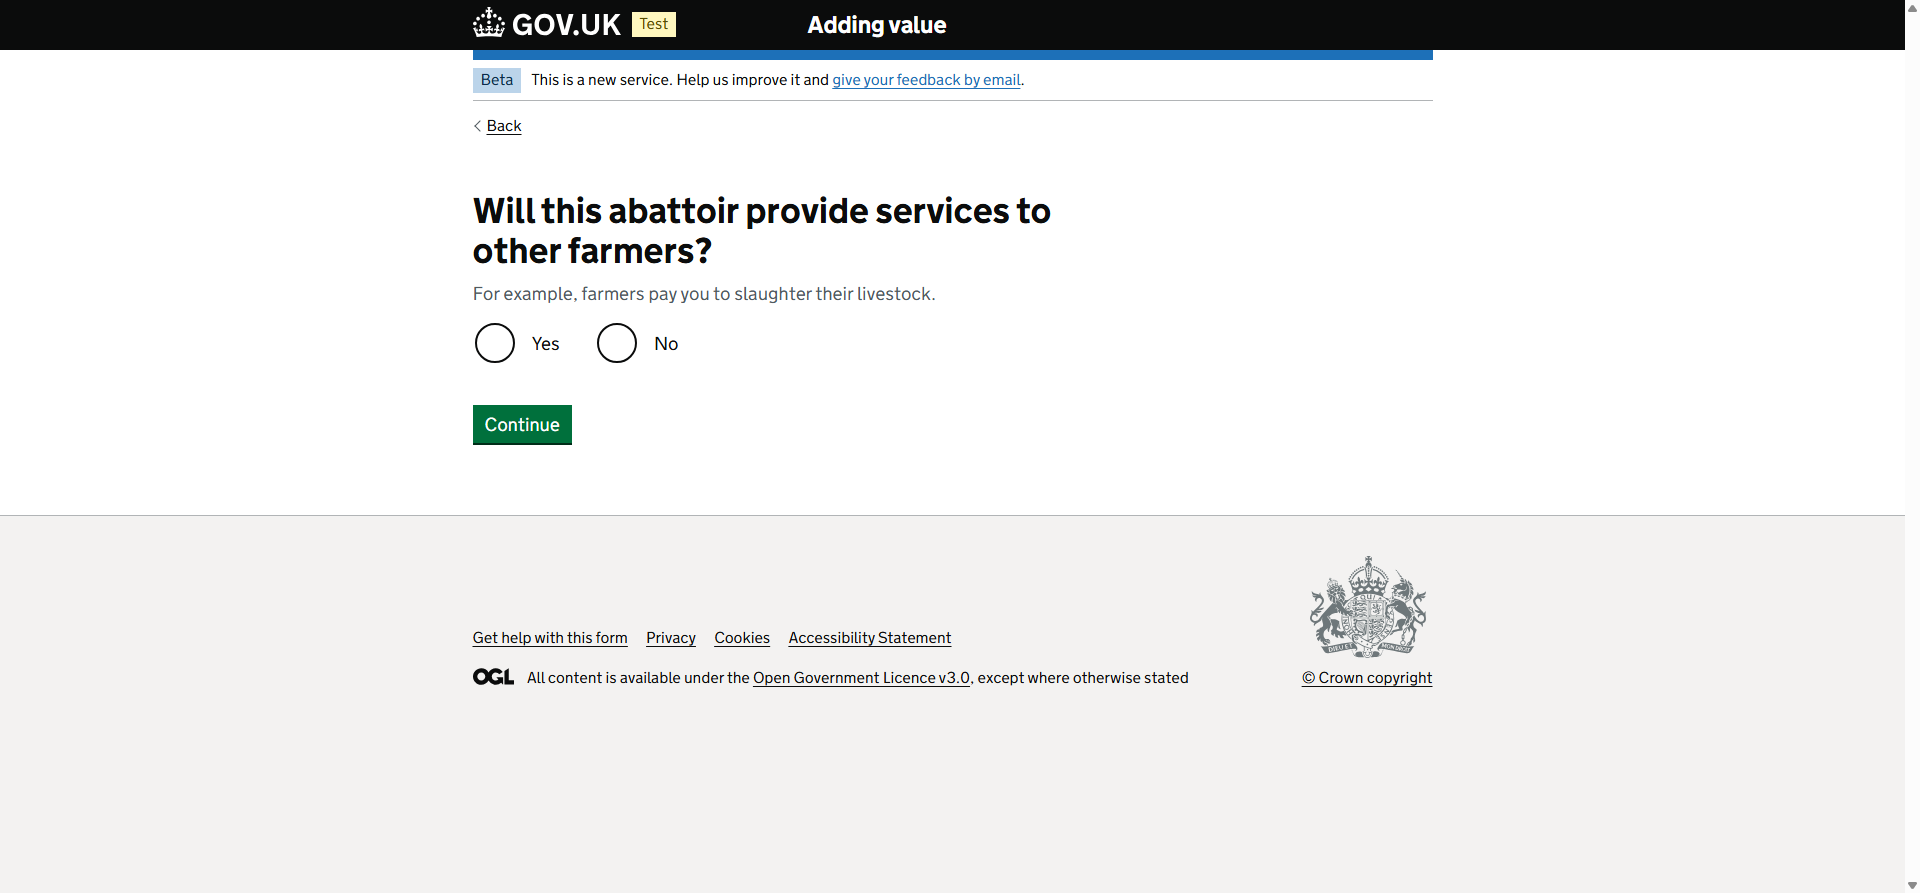 GOV.UK Test Adding value
Beta This is a new service. Help us improve it and give your feedback by email.
Back
Will this abattoir provide services to
other farmers?
For example, farmers pay you to slaughter their livestock.
Yes No
Continue
Get help with this form Privacy Cookies Accessibility Statement
OGL All content is available under the Open Government Licence v3.0, except where otherwise stated
© Crown copyright